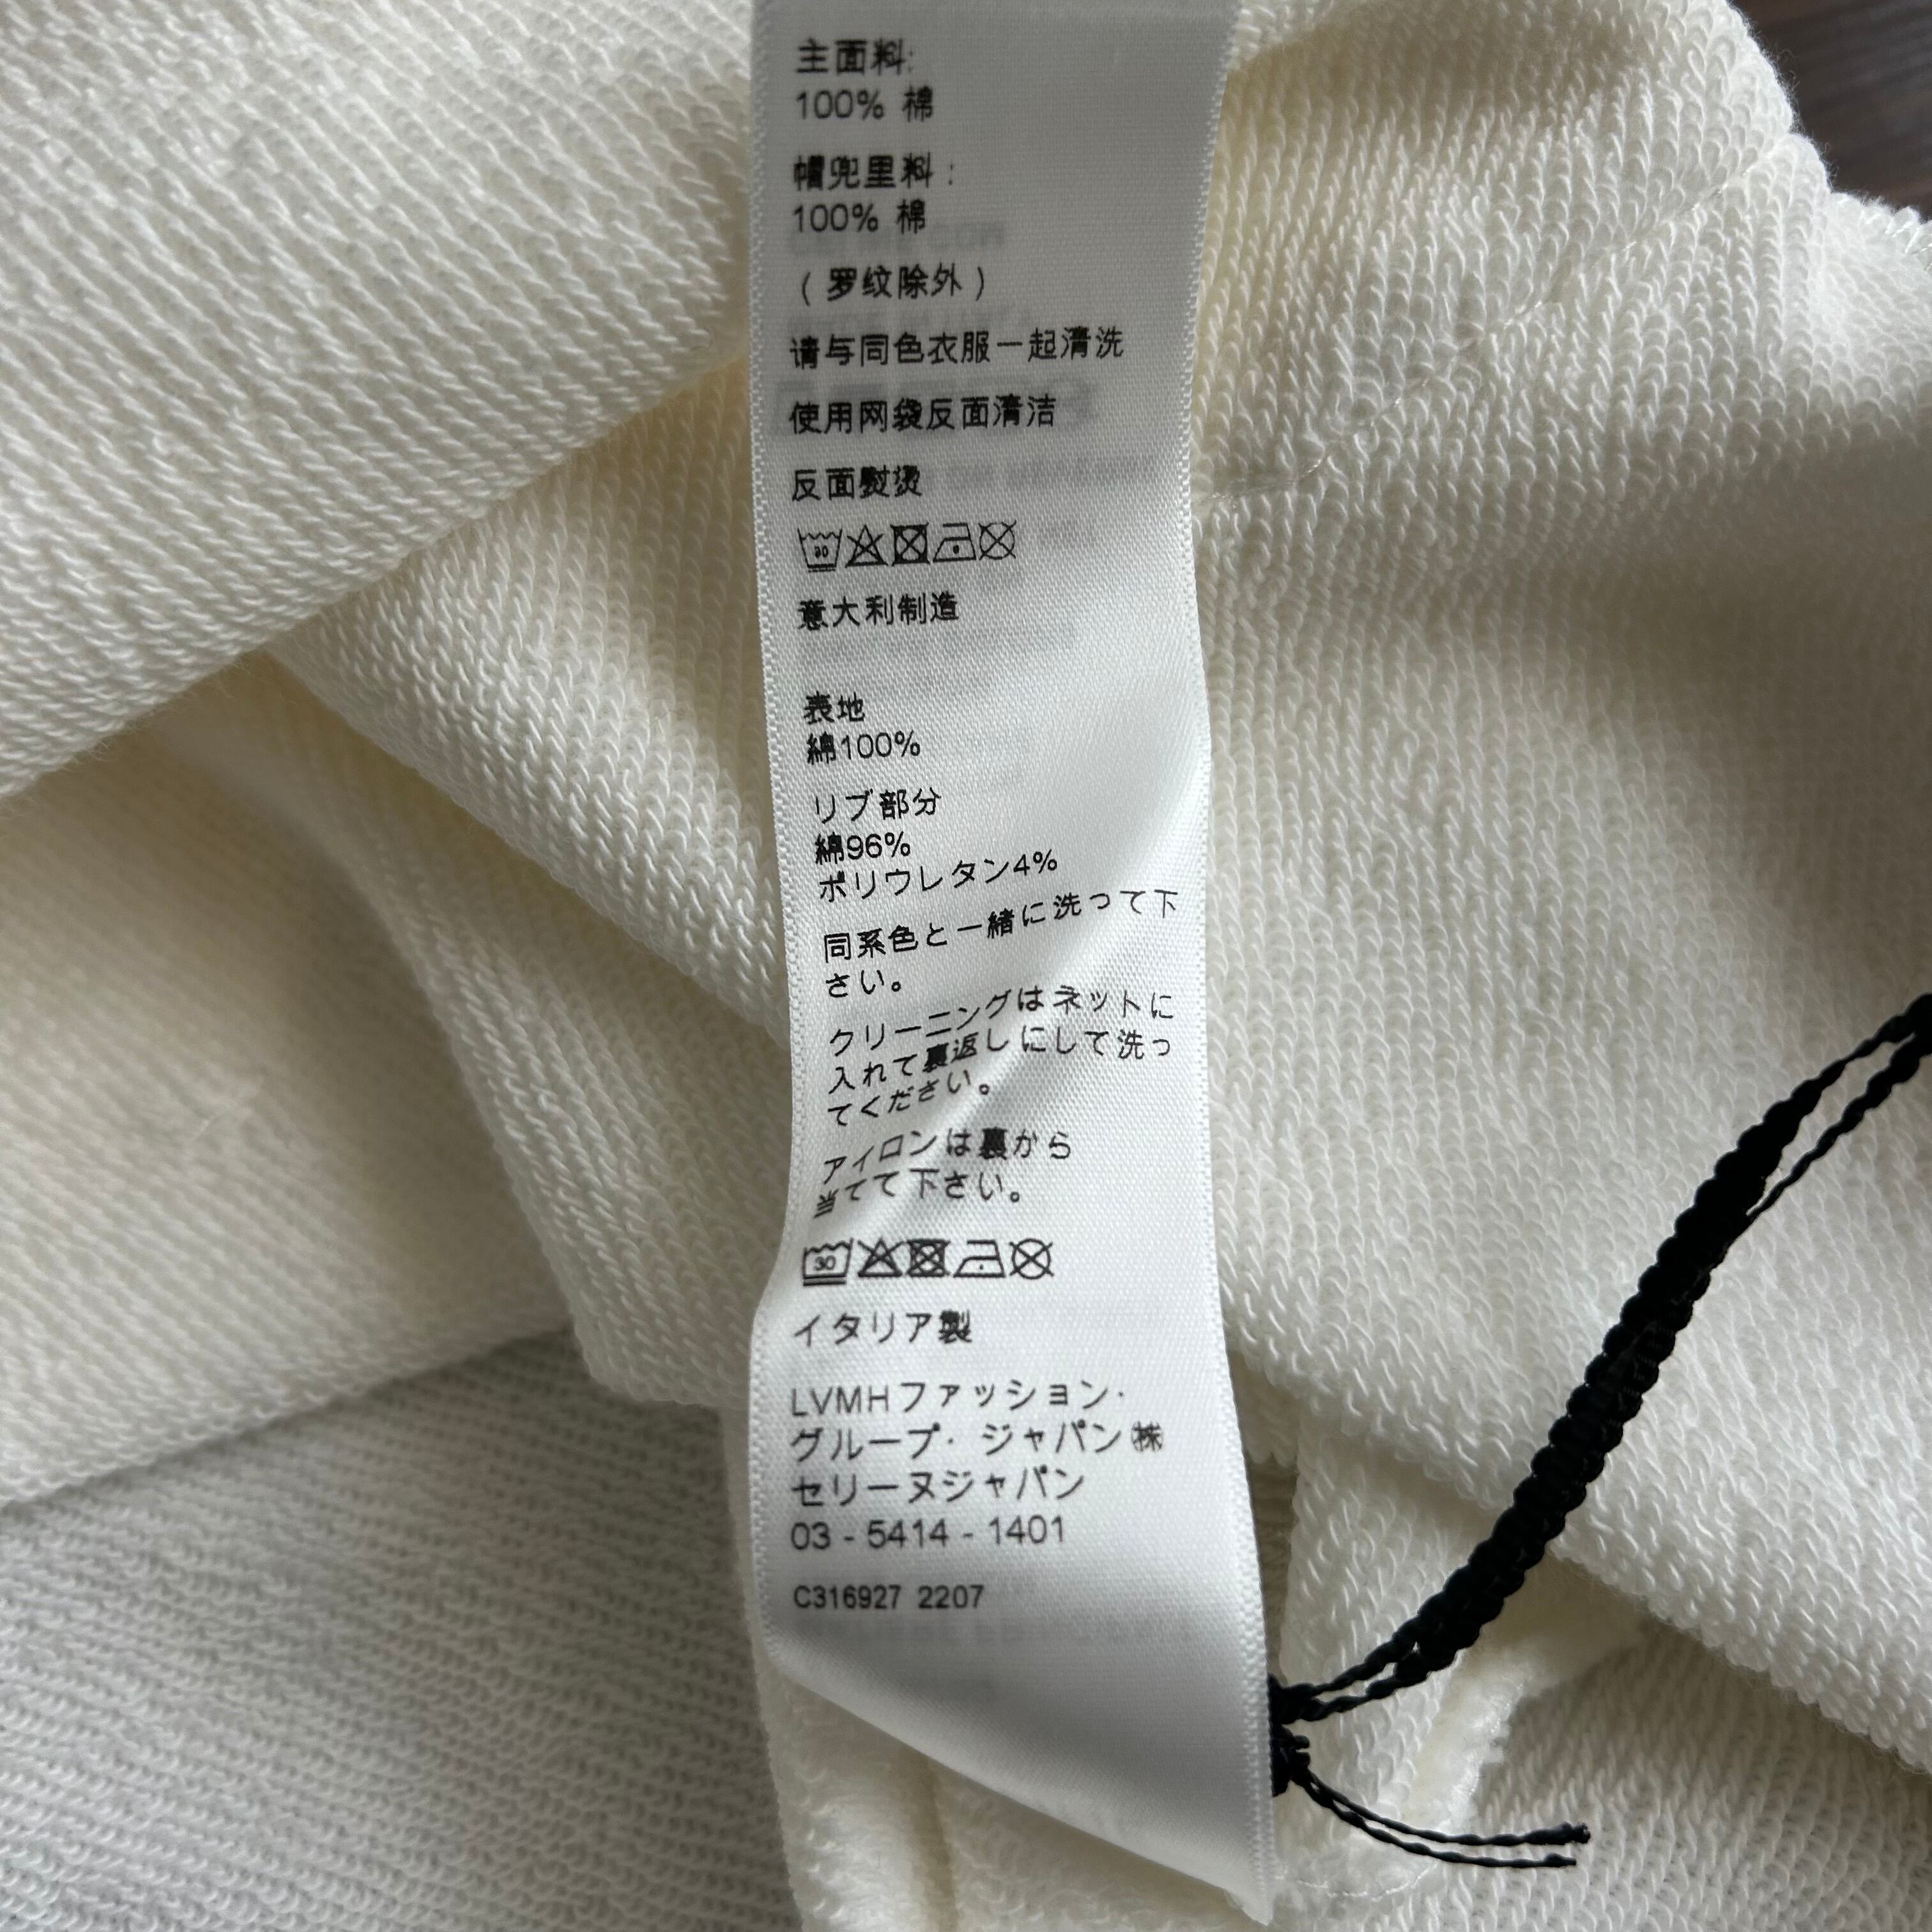 主面料:
100% 棉
帽兜里料:
100% 棉
(罗纹除外)
请与同色衣服一起清洗
使用网袋反面清洁
反面熨烫
30
意大利制造
表地
綿100%
リブ部分
綿96%
ポリウレタン4%
同系色と一緒に洗って下
さい。
クリーニングはネットに
入れて裏返しにして洗っ
てください。
アイロンは裏から
当てて下さい。
30
イタリア製
LVMHファッション・
グループ・ジャパン㈱
セリーヌジャパン
03 - 5414 - 1401
C316927 2207